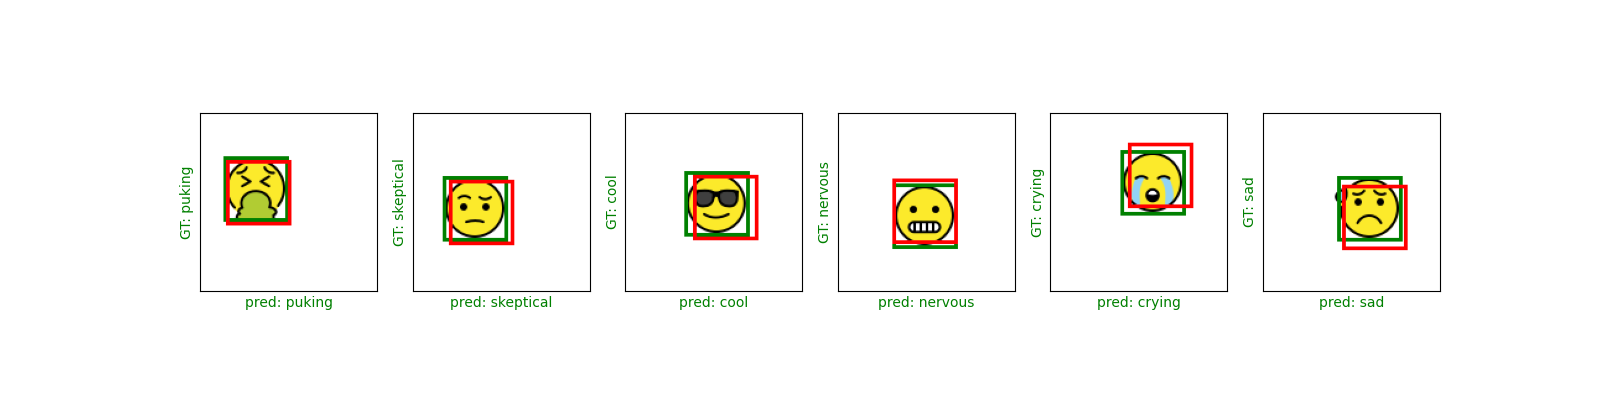 GT: puking
pred: puking
GT: skeptical
pred: skeptical
GT: cool
pred: cool
GT: nervous
pred: nervous
GT: crying
pred: crying
GT: sad
pred: sad